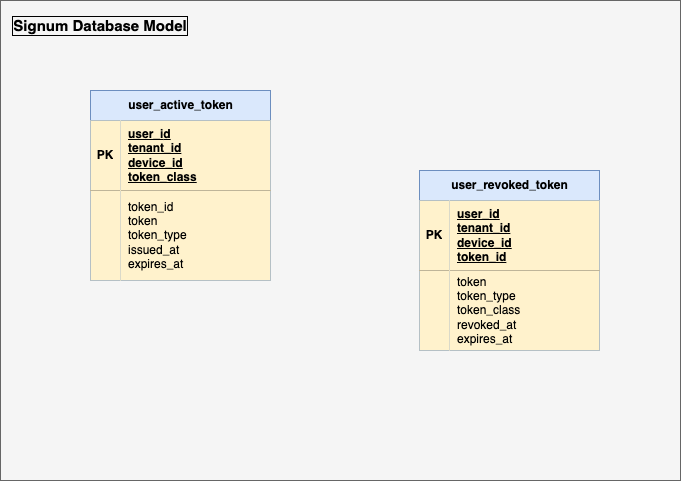 Signum Database Model
user_active_token
PK
user_id
tenant_id
device_id
token_class
token_id
token
token_type
issued_at
expires_at
user_revoked_token
PK
user_id
tenant_id
device_id
token_id
token
token_type
token_class
revoked_at
expires_at